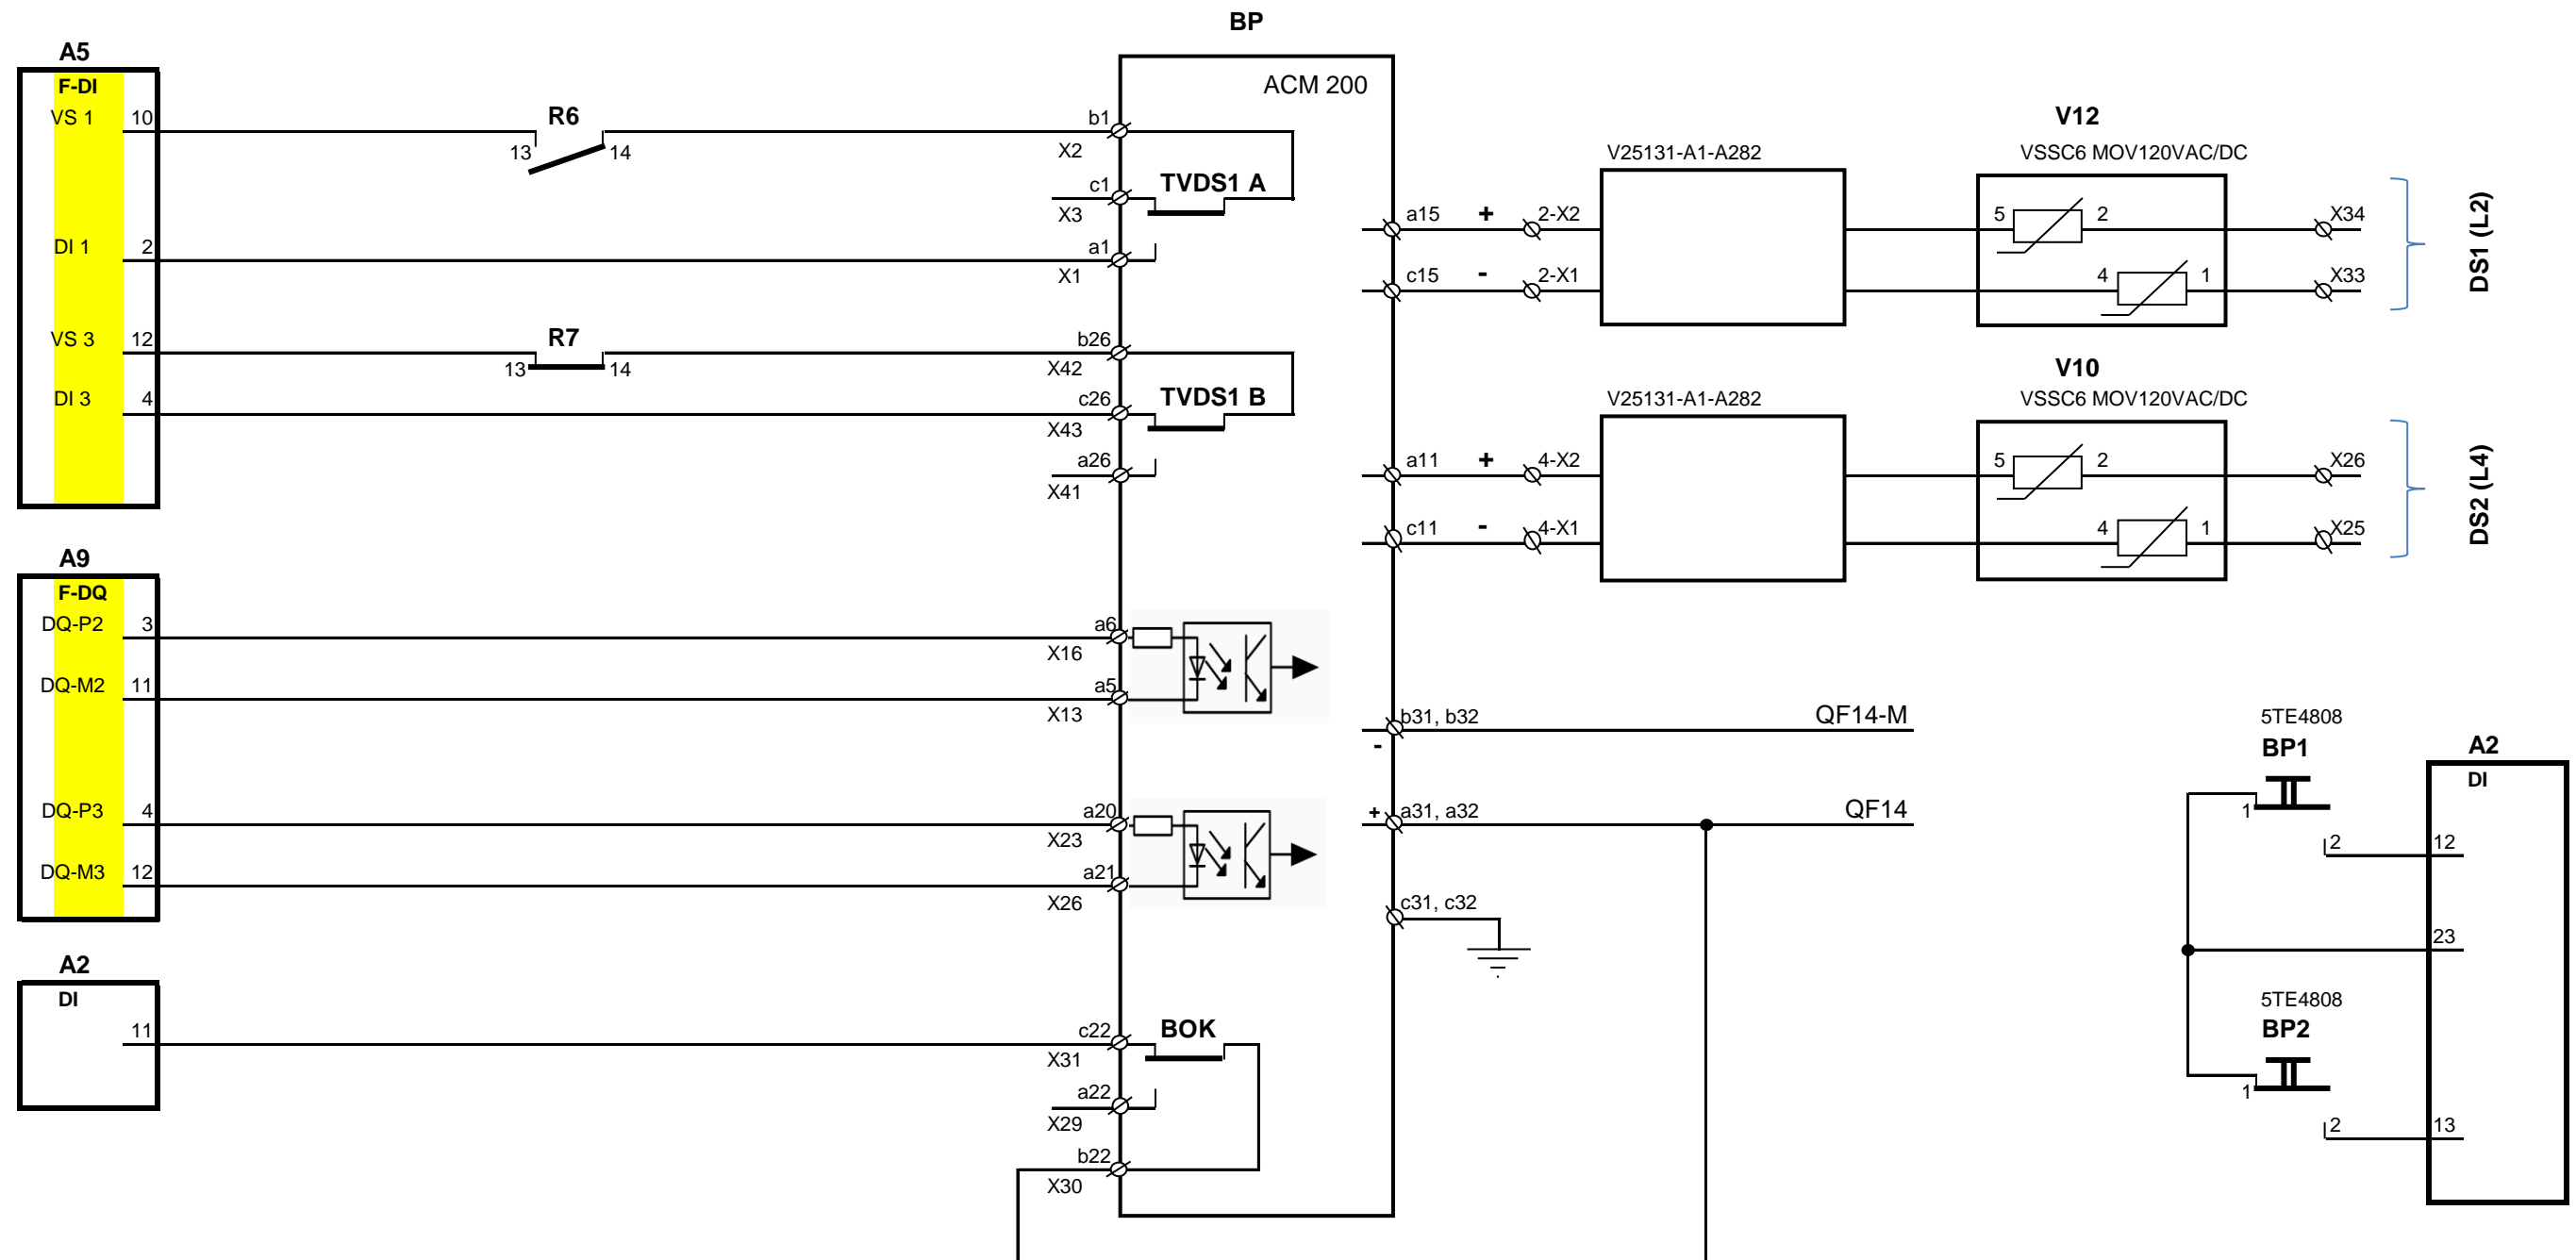 BP
A5
F-DI
ACM 200
VS 1 10
R6
13 14
b1
X2
c1
X3
TVDS1 A
DI 1 2
a1
X1
VS 3 12
R7
13 14
b26
X42
DI 3 4
c26
X43
TVDS1 B
a26
X41
V12
V25131-A1-A282
VSSC6 MOV120VAC/DC
a15 + 2-X2
5 2
X34
c15 - 2-X1
4 1
X33
DS1 (L2)
V10
V25131-A1-A282
VSSC6 MOV120VAC/DC
a11 + 4-X2
5 2
X26
c11 - 4-X1
4 1
X25
DS2 (L4)
A9
F-DQ
DQ-P2 3
a6
X16
DQ-M2 11
a5
X13
b31, b32
QF14-M
-
DQ-P3 4
a20
X23
+ a31, a32
QF14
DQ-M3 12
a21
X26
c31, c32
A2
DI
11
c22
X31
BOK
a22
X29
b22
X30
5TE4808
BP1
1
2
A2
DI
12
23
5TE4808
BP2
1
2
13